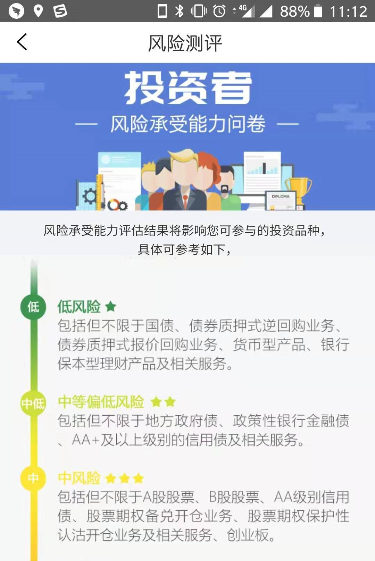 4G 88% 11:12
风险测评
投资者
风险承受能力问卷
风险承受能力评估结果将影响您可参与的投资品种，
具体可参考如下，
低 低风险
包括但不限于国债、债券质押式逆回购业务、
债券质押式报价回购业务、货币型产品、银行
保本型理财产品及相关服务。
中低 中等偏低风险
包括但不限于地方政府债、政策性银行金融债
、AA+及以上级别的信用债及相关服务。
中 中风险
包括但不限于A股股票、B股股票、AA级别信用
债、股票期权备兑开仓业务、股票期权保护性
认沽开仓业务及相关服务、创业板。